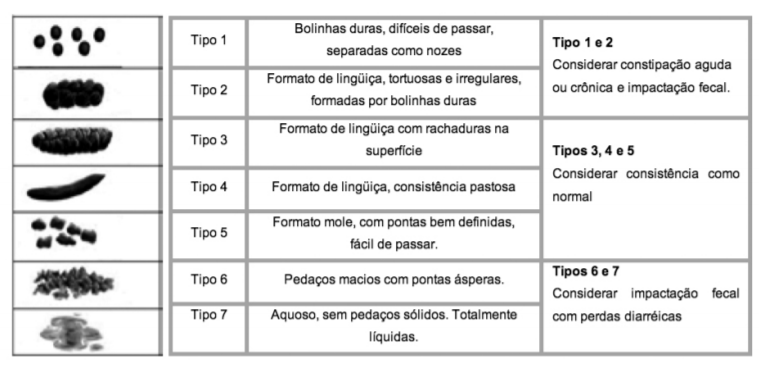 Tipo 1
Bolinhas duras, difíceis de passar,
separadas como nozes
Tipo 1 e 2
Considerar constipação aguda
ou crônica e impactação fecal.
Tipo 2
Formato de lingüiça, tortuosas e irregulares,
formadas por bolinhas duras
Tipo 3
Formato de lingüiça com rachaduras na
superfície
Tipos 3, 4 e 5
Considerar consistência como
normal
Tipo 4
Formato de lingüiça, consistência pastosa
Tipo 5
Formato mole, com pontas bem definidas,
fácil de passar.
Tipo 6
Pedaços macios com pontas ásperas.
Tipos 6 e 7
Considerar impactação fecal
com perdas diarréicas
Tipo 7
Aquoso, sem pedaços sólidos. Totalmente
líquidas.